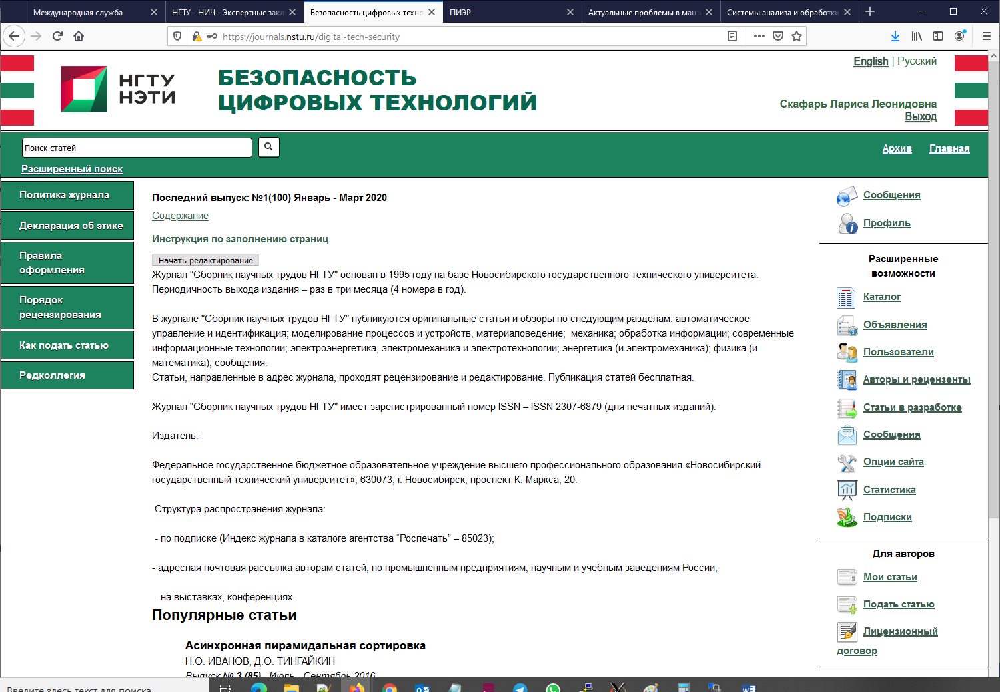 Международная служба
НГТУ - НИЧ - Экспертные закл
Безопасность цифровых техно
ПИЭР
Актуальные проблемы в маши
Системы анализа и обработки
https://journals.nstu.ru/digital-tech-security
НГТУ
НЭТИ
БЕЗОПАСНОСТЬ
ЦИФРОВЫХ ТЕХНОЛОГИЙ
English | Русский
Скафарь Лариса Леонидовна
Выход
Поиск статей
Расширенный поиск
Архив
Главная
Политика журнала
Декларация об этике
Правила
оформления
Порядок
рецензирования
Как подать статью
Редколлегия
Последний выпуск: №1(100) Январь - Март 2020
Содержание
Инструкция по заполнению страниц
Начать редактирование
Журнал "Сборник научных трудов НГТУ" основан в 1995 году на базе Новосибирского государственного технического университета.
Периодичность выхода издания – раз в три месяца (4 номера в год).
В журнале "Сборник научных трудов НГТУ" публикуются оригинальные статьи и обзоры по следующим разделам: автоматическое
управление и идентификация; моделирование процессов и устройств, материаловедение;  механика; обработка информации; современные
информационные технологии; электроэнергетика, электромеханика и электротехнологии; энергетика (и электромеханика); физика (и
математика); сообщения.
Статьи, направленные в адрес журнала, проходят рецензирование и редактирование. Публикация статей бесплатная.
Журнал "Сборник научных трудов НГТУ" имеет зарегистрированный номер ISSN – ISSN 2307-6879 (для печатных изданий).
Издатель:
Федеральное государственное бюджетное образовательное учреждение высшего профессионального образования «Новосибирский
государственный технический университет», 630073, г. Новосибирск, проспект К. Маркса, 20.
Структура распространения журнала:
- по подписке (Индекс журнала в каталоге агентства “Роспечать” – 85023);
- адресная почтовая рассылка авторам статей, по промышленным предприятиям, научным и учебным заведениям России;
- на выставках, конференциях.
Популярные статьи
Асинхронная пирамидальная сортировка
Н.О. ИВАНОВ, Д.О. ТИНГАЙКИН
Выпуск № 3 (85) Июль - Сентябрь 2016
Сообщения
Профиль
Расширенные
возможности
Каталог
Объявления
Пользователи
Авторы и рецензенты
Статьи в разработке
Сообщения
Опции сайта
Статистика
Подписки
Для авторов
Мои статьи
Подать статью
Лицензионный
договор
Введите здесь текст для поиска